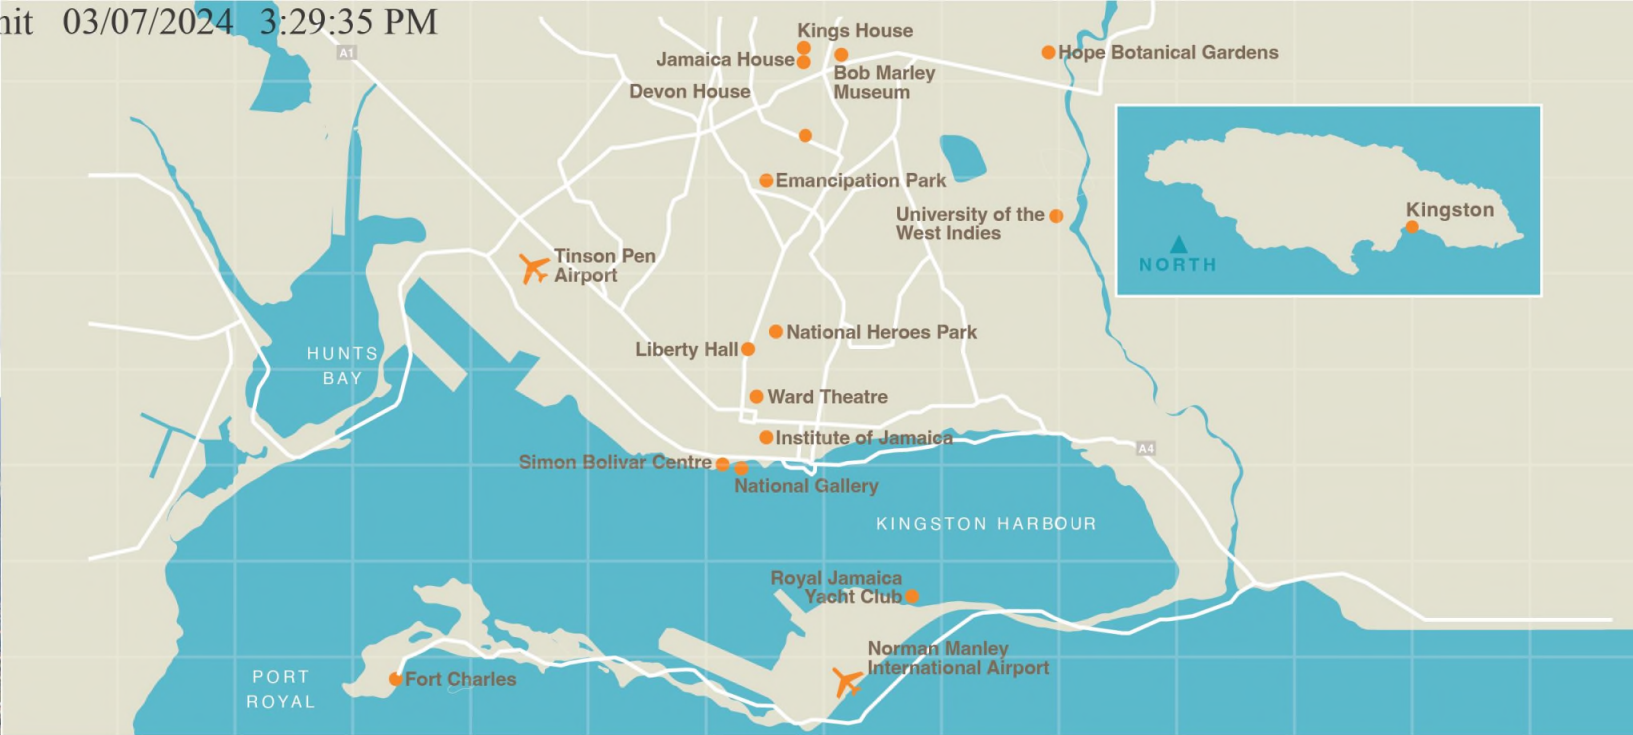 03/07/2024 3:29:35 PM
A1
Kings House
Jamaica House
Bob Marley
Museum
Devon House
Hope Botanical Gardens
Emancipation Park
University of the
West Indies
Kingston
NORTH
Tinson Pen
Airport
National Heroes Park
Liberty Hall
HUNTS
BAY
Ward Theatre
Institute of Jamaica
A4
Simon Bolivar Centre
National Gallery
KINGSTON HARBOUR
Royal Jamaica
Yacht Club
Norman Manley
International Airport
Fort Charles
PORT
ROYAL